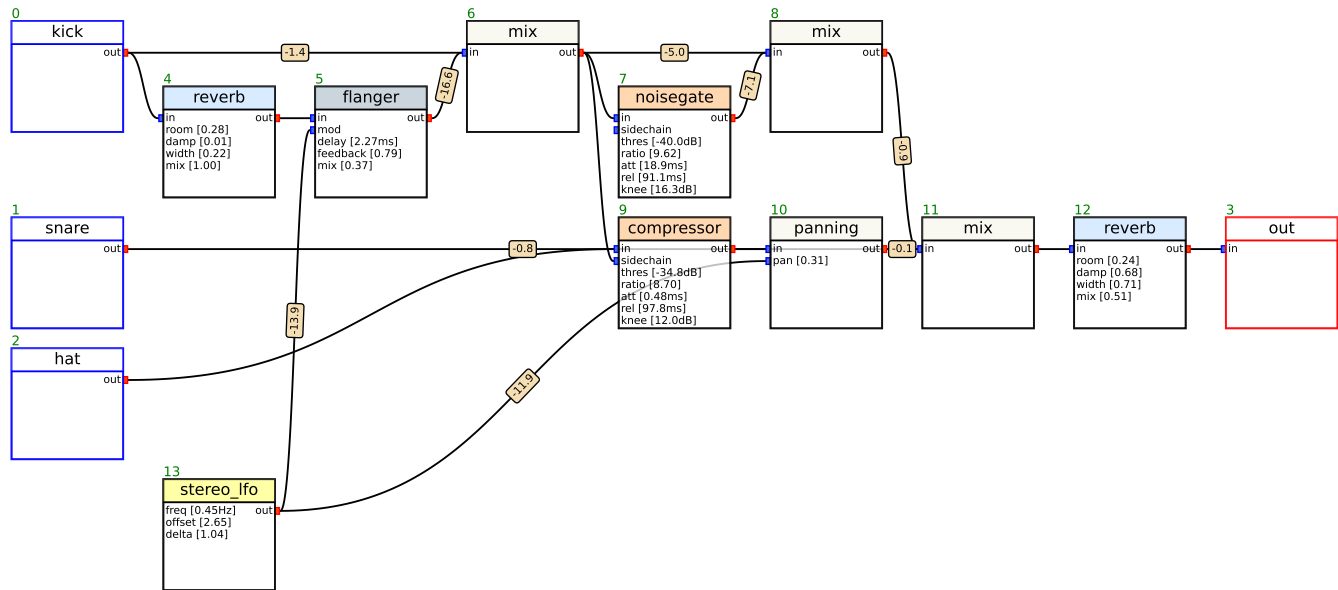 0
kick
out
-1.4
4
reverb
in out
room [0.28]
damp [0.01]
width [0.22]
mix [1.00]
5
flanger
in out
mod
delay [2.27ms]
feedback [0.79]
mix [0.37]
-16.6
6
mix
in out
-5.0
7
noisegate
in out
sidechain
thres [-40.0dB]
ratio [9.62]
att [18.9ms]
rel [91.1ms]
knee [16.3dB]
-7.1
8
mix
in out
-0.9
1
snare
out
-0.8
9
compressor
in out
sidechain
thres [-34.8dB]
ratio [8.70]
att [0.48ms]
rel [97.8ms]
knee [12.0dB]
10
panning
in out
pan [0.31]
-0.1
11
mix
in out
12
reverb
in out
room [0.24]
damp [0.68]
width [0.71]
mix [0.51]
3
out
in
2
hat
out
-13.9
-11.9
13
stereo_lfo
freq [0.45Hz] out
offset [2.65]
delta [1.04]